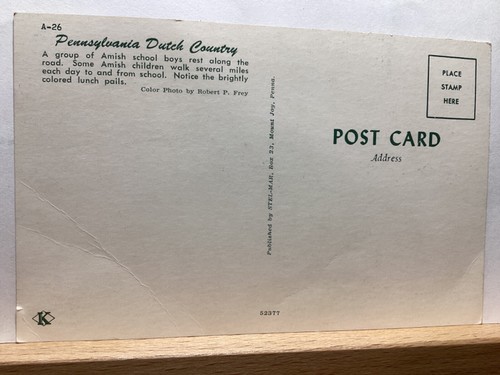 A-26
Pennsylvania Dutch Country
A group of Amish school boys rest along the
road. Some Amish children walk several miles
each day to and from school. Notice the brightly
colored lunch pails.
Color Photo by Robert P. Frey
Published by STEL-MAR, Box 23, Mount Joy, Penna.
PLACE
STAMP
HERE
POST CARD
Address
K
53377